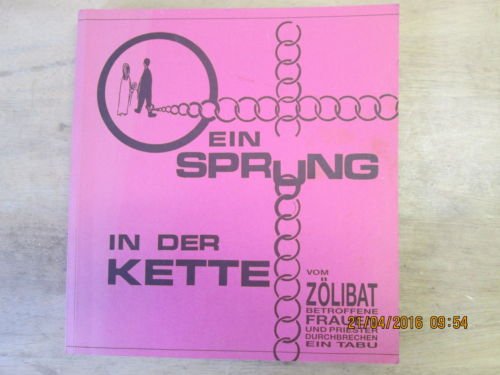 EIN
SPRUNG
IN DER
KETTE
VOM
ZÖLIBAT
BETROFFENE
FRAUEN
UND PRIESTER
DURCHBRECHEN
EIN TABU
21/04/2016 09:54